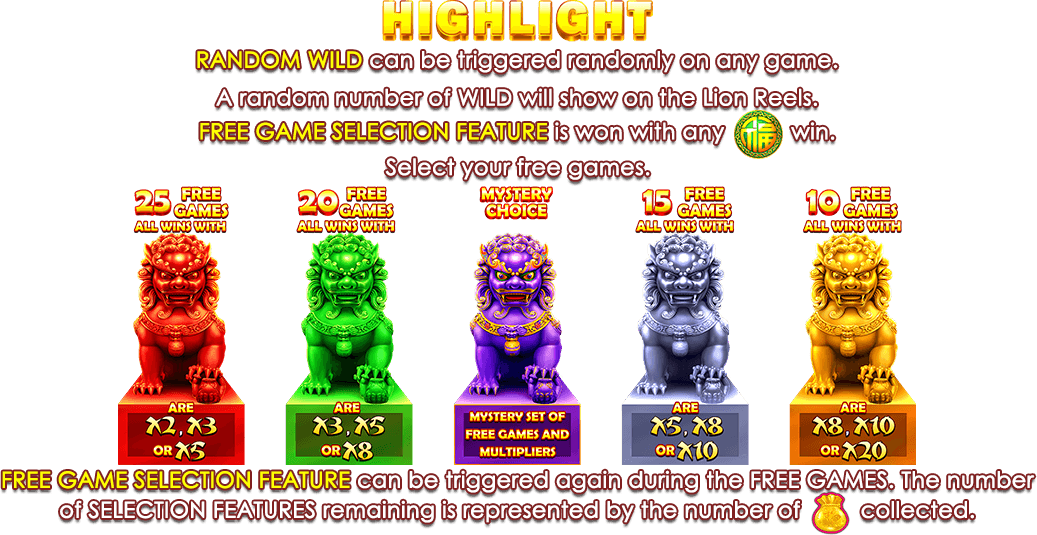 HIGHLIGHT
RANDOM WILD can be triggered randomly on any game.
A random number of WILD will show on the Lion Reels.
FREE GAME SELECTION FEATURE is won with any 福 win.
Select your free games.
25 FREE GAMES
ALL WINS WITH
ARE
X2, X3
OR X5
20 FREE GAMES
ALL WINS WITH
ARE
X3, X5
OR X8
MYSTERY
CHOICE
MYSTERY SET OF
FREE GAMES AND
MULTIPLIERS
15 FREE GAMES
ALL WINS WITH
ARE
X5, X8
OR X10
10 FREE GAMES
ALL WINS WITH
ARE
X8, X10
OR X20
FREE GAME SELECTION FEATURE can be triggered again during the FREE GAMES. The number
of SELECTION FEATURES remaining is represented by the number of collected.